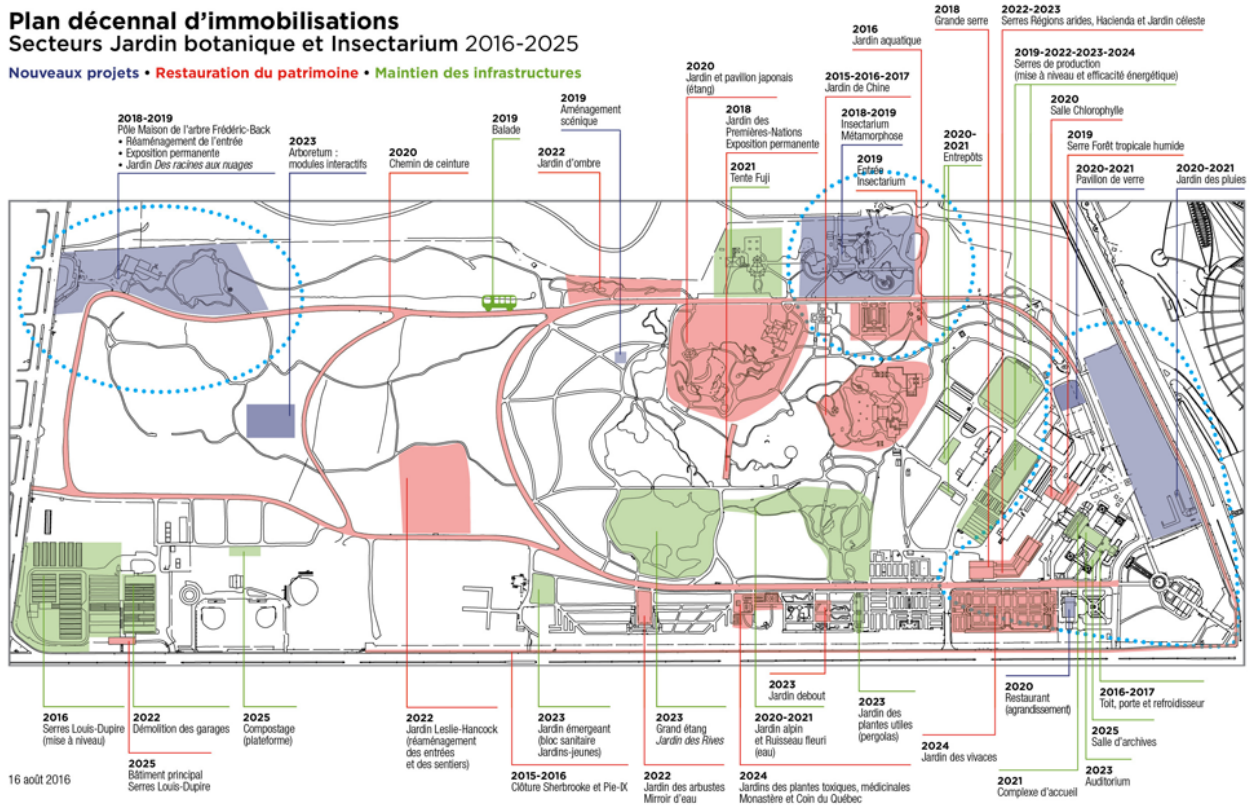 Plan décennal d’immobilisations
Secteurs Jardin botanique et Insectarium 2016-2025
Nouveaux projets • Restauration du patrimoine • Maintien des infrastructures
2018-2019
Pôle Maison de l'arbre Frédéric-Back
• Réaménagement de l'entrée
• Exposition permanente
• Jardin Des racines aux nuages
2023
Arboretum :
modules interactifs
2020
Chemin de ceinture
2019
Balade
2022
Jardin d'ombre
2019
Aménagement
scénique
2020
Jardin et pavillon japonais
(étang)
2018
Jardin des
Premières-Nations
Exposition permanente
2021
Tente Fuji
2015-2016-2017
Jardin de Chine
2018-2019
Insectarium
Métamorphose
2019
Entrée
Insectarium
2016
Jardin aquatique
2018
Grande serre
2022-2023
Serres Régions arides, Hacienda et Jardin céleste
2019-2022-2023-2024
Serres de production
(mise à niveau et efficacité énergétique)
2020
Salle Chlorophylle
2020-
2021
Entrepôts
2019
Serre Forêt tropicale humide
2020-2021
Pavillon de verre
2020-2021
Jardin des pluies
2016
Serres Louis-Dupire
(mise à niveau)
2022
Démolition des garages
2025
Bâtiment principal
Serres Louis-Dupire
2025
Compostage
(plateforme)
2022
Jardin Leslie-Hancock
(réaménagement
des entrées
et des sentiers)
2015-2016
Clôture Sherbrooke et Pie-IX
2023
Jardin émergeant
(bloc sanitaire
Jardins-jeunes)
2023
Grand étang
Jardin des Rives
2022
Jardin des arbustes
Mirroir d'eau
2020-2021
Jardin alpin
et Ruisseau fleuri
(eau)
2023
Jardin debout
2024
Jardins des plantes toxiques, médicinales
Monastère et Coin du Québec
2023
Jardin des
plantes utiles
(pergolas)
2024
Jardin des vivaces
2020
Restaurant
(agrandissement)
2021
Complexe d'accueil
2016-2017
Toit, porte et refroidisseur
2025
Salle d'archives
2023
Auditorium
16 août 2016